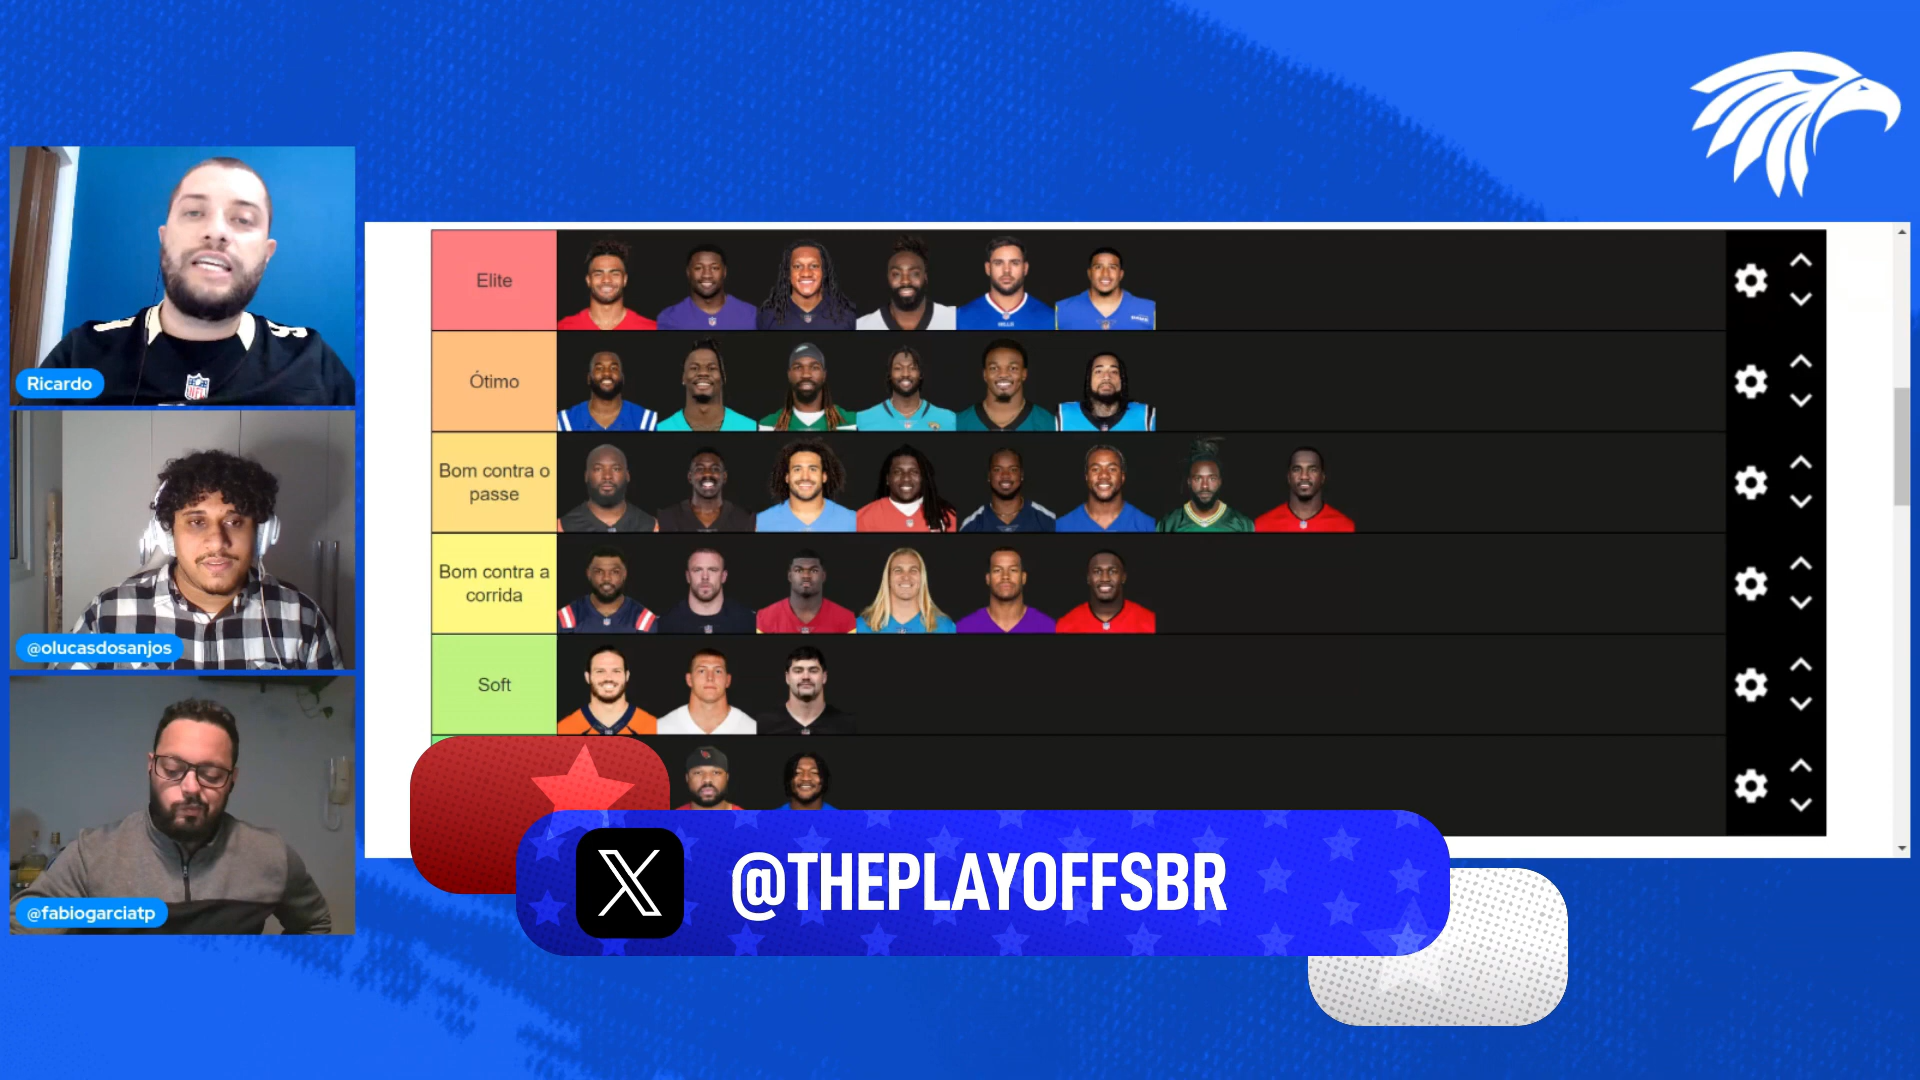 Elite
Ricardo
Ótimo
Bom contra o
passe
Bom contra a
corrida
@olucasdosanjos
Soft
@THEPLAYOFFSBR
@fabiogarciatp